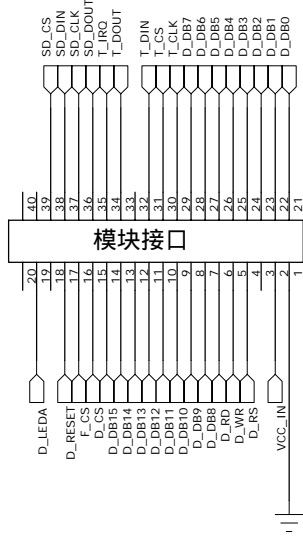 SD_CS
SD_DIN
SD_CLK
SD_DOUT
T_IRQ
T_DOUT
T_DIN
T_CS
T_CLK
D_DB7
D_DB6
D_DB5
D_DB4
D_DB3
D_DB2
D_DB1
D_DB0
40
39
38
37
36
35
34
33
32
31
30
29
28
27
26
25
24
23
22
21
模块接口
20
19
18
17
16
15
14
13
12
11
10
9
8
7
6
5
4
3
2
1
D_LEDA
D_RESET
F_CS
D_CS
D_DB15
D_DB14
D_DB13
D_DB12
D_DB11
D_DB10
D_DB9
D_DB8
D_RD
D_WR
D_RS
VCC_IN